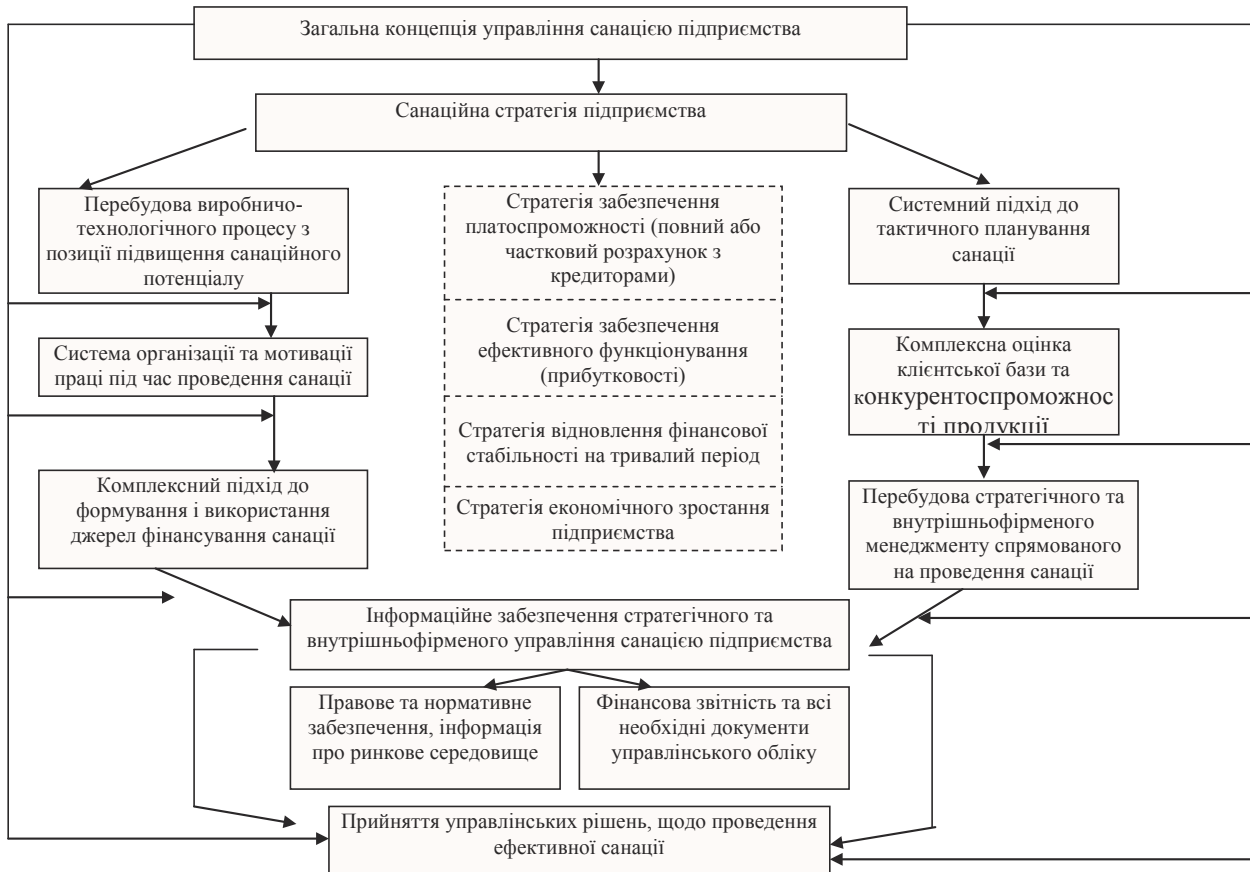 Загальна концепція управління санацією підприємства
Санаційна стратегія підприємства
Перебудова виробничо-
технологічного процесу з
позиції підвищення санаційного
потенціалу
Система організації та мотивації
праці під час проведення санації
Комплексний підхід до
формування і використання
джерел фінансування санації
Стратегія забезпечення
платоспроможності (повний або
частковий розрахунок з
кредиторами)
Стратегія забезпечення
ефективного функціонування
(прибутковості)
Стратегія відновлення фінансової
стабільності на тривалий період
Стратегія економічного зростання
підприємства
Системний підхід до
тактичного планування
санації
Комплексна оцінка
клієнтської бази та
конкурентоспроможнос
ті продукції
Перебудова стратегічного та
внутрішньофірменого
менеджменту спрямованого
на проведення санації
Інформаційне забезпечення стратегічного та
внутрішньофірменого управління санацією підприємства
Правове та нормативне
забезпечення, інформація
про ринкове середовище
Фінансова звітність та всі
необхідні документи
управлінського обліку
Прийняття управлінських рішень, щодо проведення
ефективної санації